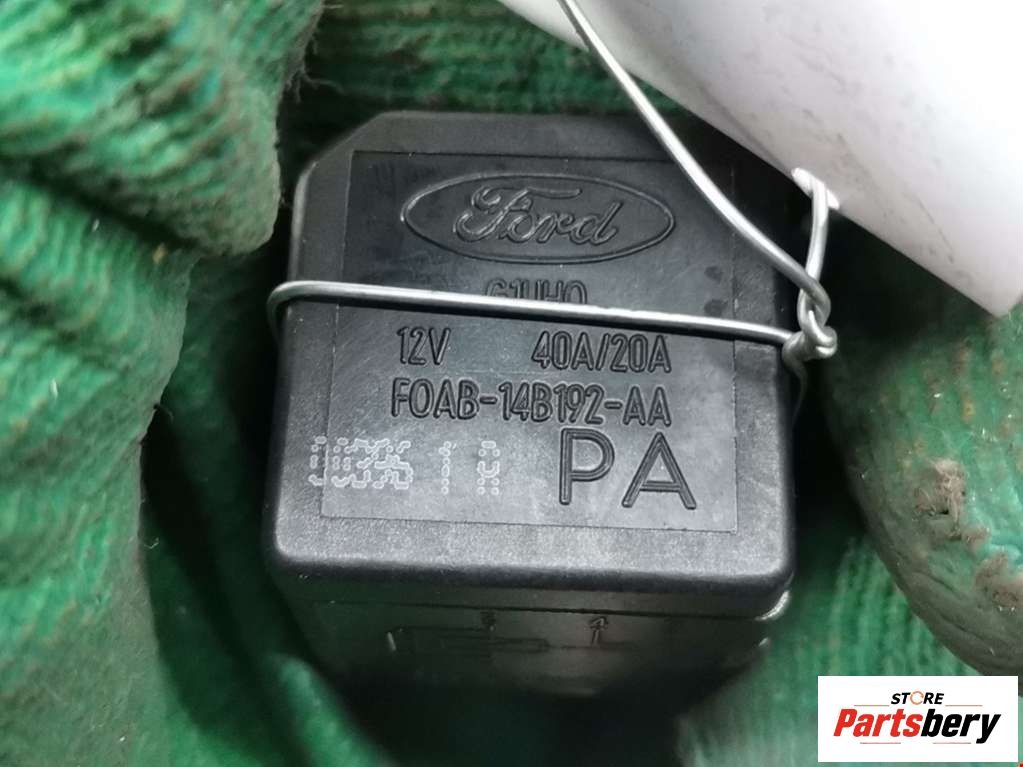 Ford
12V 40A/20A
F0AB-14B192-AA
PA
STORE
Partsbery